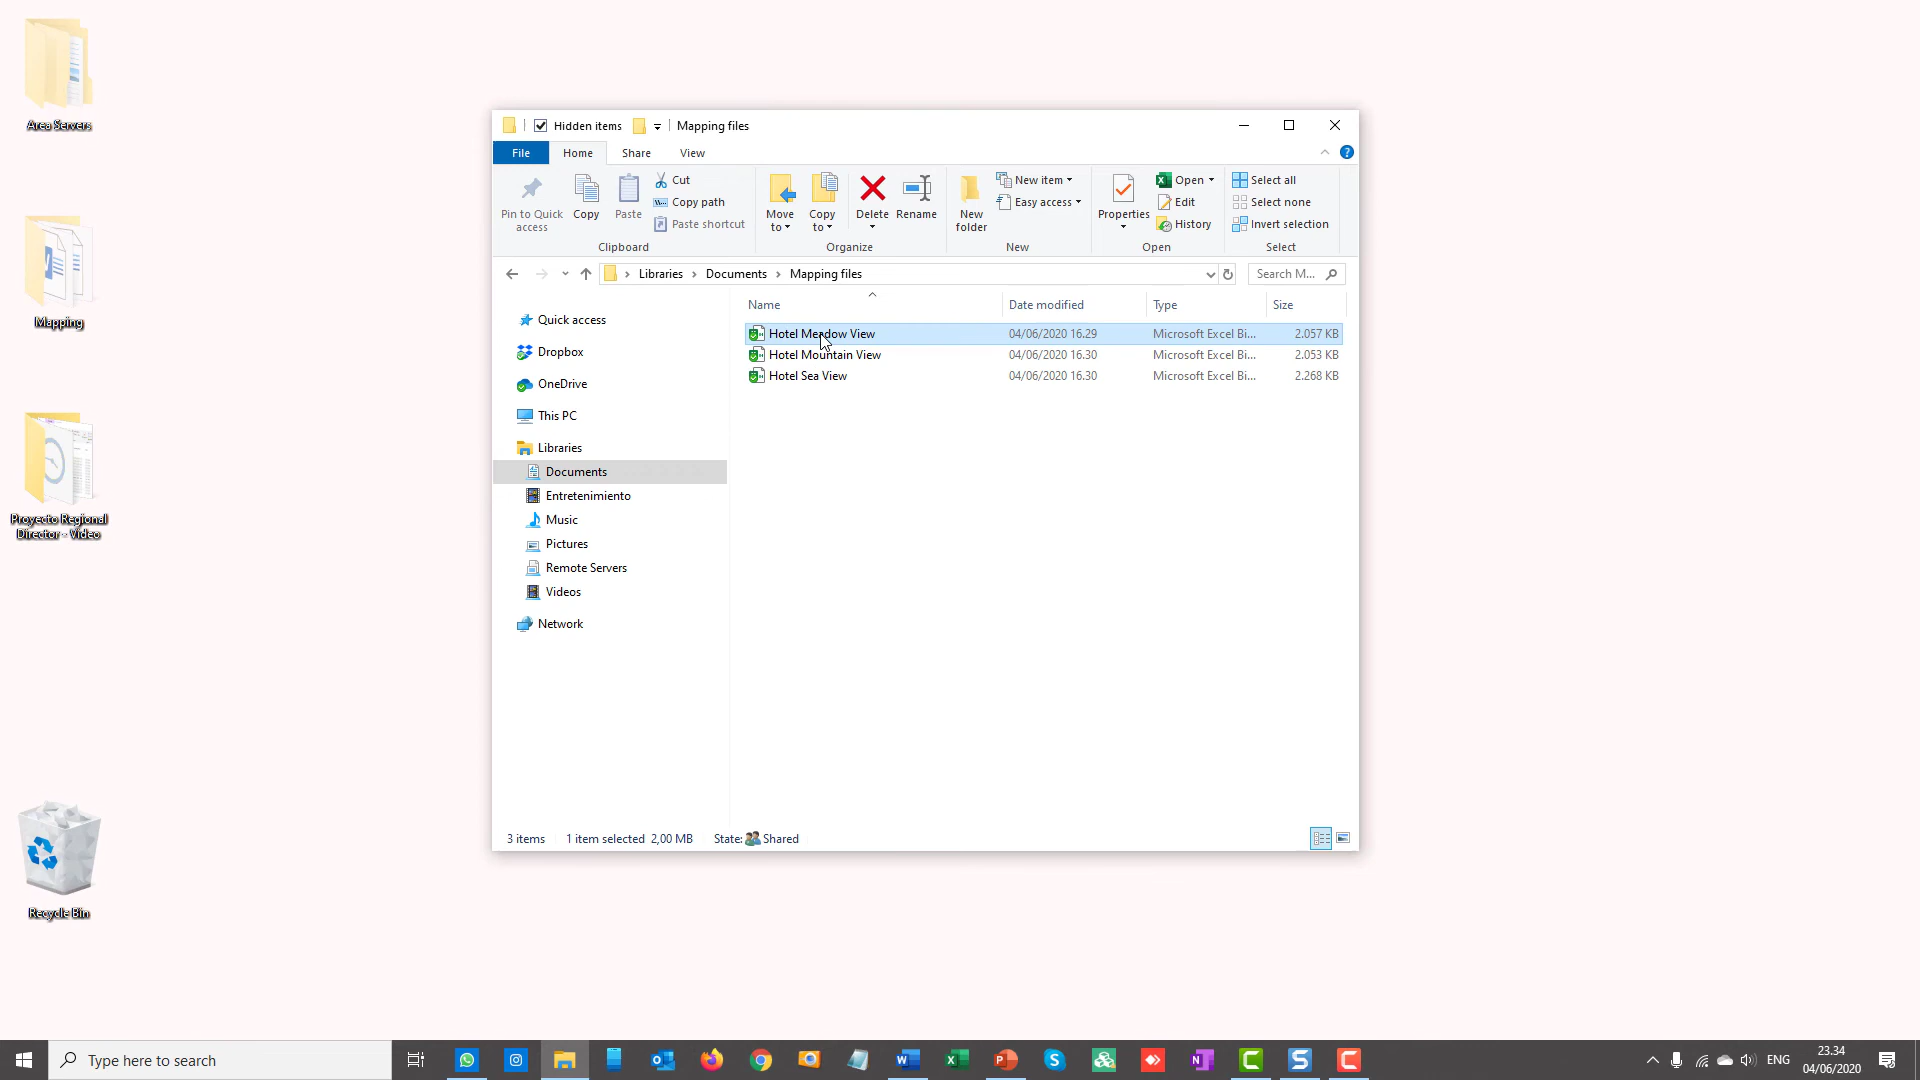 Area Servers
Mapping
Proyecto Regional
Director - Video
Recycle Bin
Hidden items
Mapping files
File
Home
Share
View
Pin to Quick
access
Copy
Paste
Cut
Copy path
Paste shortcut
Clipboard
Move
to
Copy
to
Delete
Rename
Organize
New
folder
New item
Easy access
New
Properties
Open
Edit
History
Open
Select all
Select none
Invert selection
Select
Libraries > Documents > Mapping files
Search M...
Quick access
Dropbox
OneDrive
This PC
Libraries
Documents
Entretenimiento
Music
Pictures
Remote Servers
Videos
Network
Name Date modified Type Size
Hotel Meadow View 04/06/2020 16.29 Microsoft Excel Bi... 2.057 KB
Hotel Mountain View 04/06/2020 16.30 Microsoft Excel Bi... 2.053 KB
Hotel Sea View 04/06/2020 16.30 Microsoft Excel Bi... 2.268 KB
3 items 1 item selected 2,00 MB State: Shared
Type here to search
ENG
23.34
04/06/2020